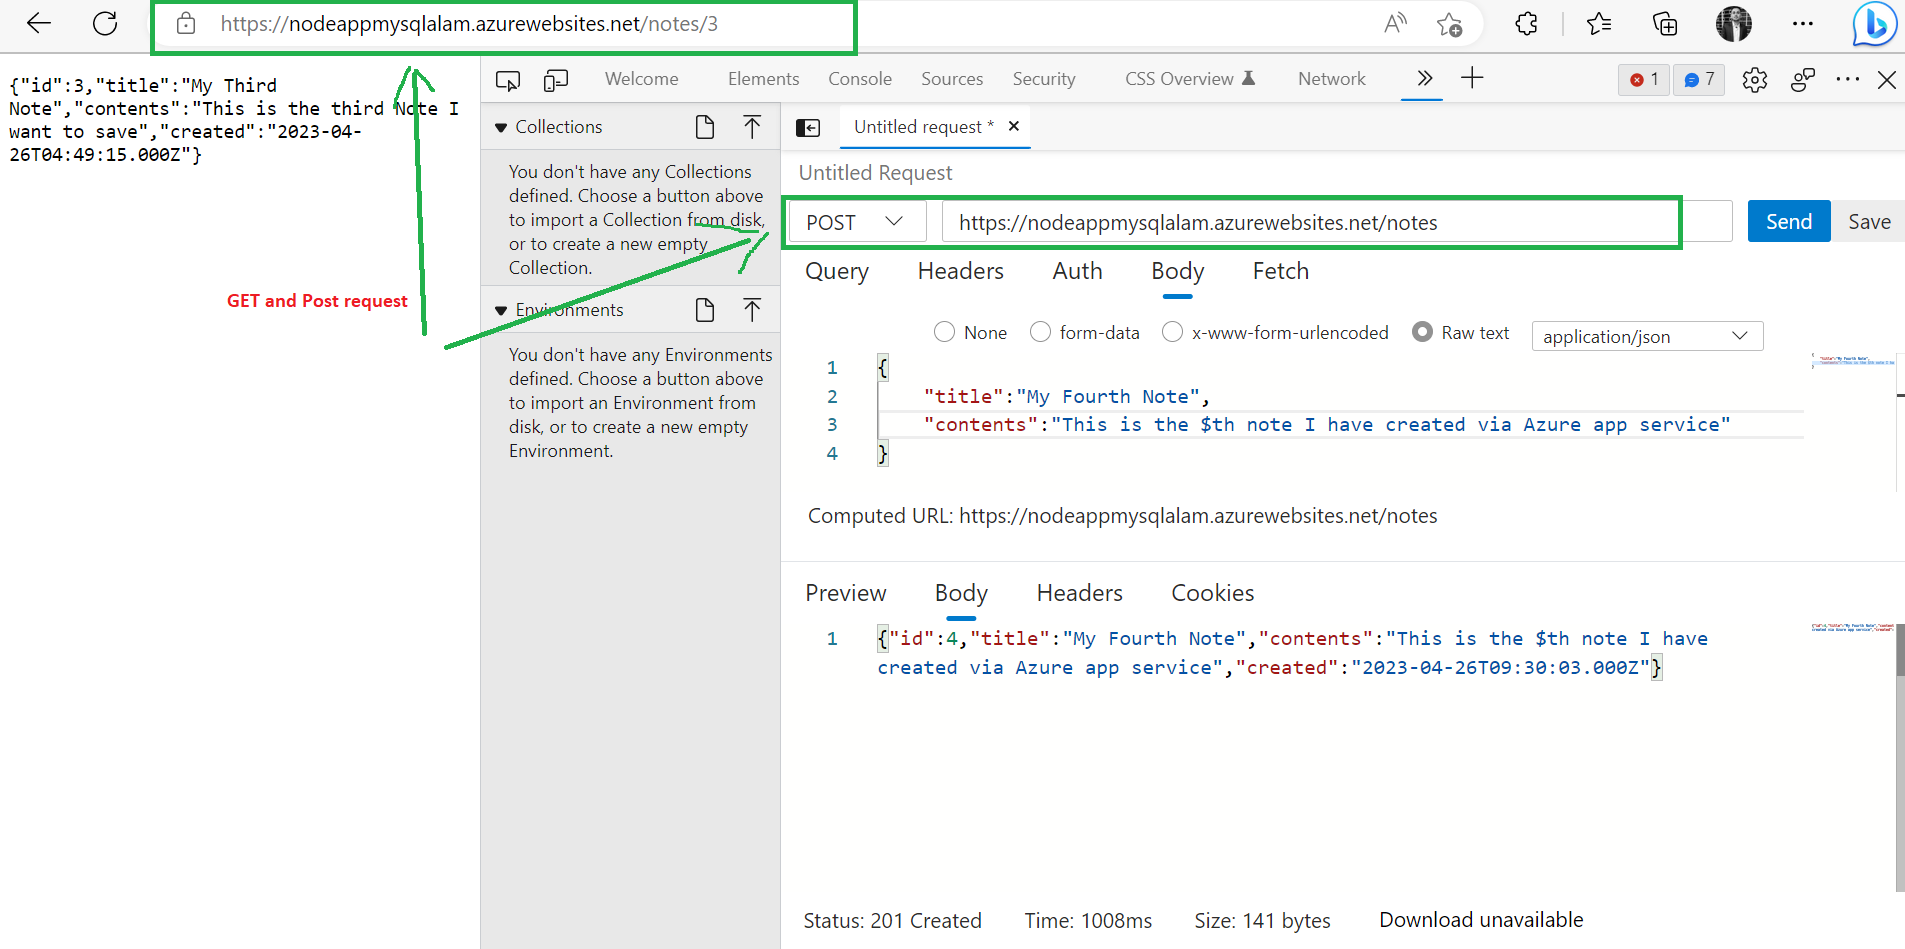 https://nodeappmysqlalam.azurewebsites.net/notes/3
{"id":3,"title":"My Third
Note","contents":"This is the third Note I
want to save","created":"2023-04-
26T04:49:15.000Z"}
GET and Post request
Welcome Elements Console Sources Security CSS Overview Network 1 7
Collections
You don't have any Collections
defined. Choose a button above
to import a Collection from disk,
or to create a new empty
Collection.
Environments
You don't have any Environments
defined. Choose a button above
to import an Environment from
disk, or to create a new empty
Environment.
Untitled request *
Untitled Request
POST https://nodeappmysqlalam.azurewebsites.net/notes Send Save
Query Headers Auth Body Fetch
None form-data x-www-form-urlencoded Raw text application/json
1 {
2 "title":"My Fourth Note",
3 "contents":"This is the $th note I have created via Azure app service"
4 }
Computed URL: https://nodeappmysqlalam.azurewebsites.net/notes
Preview Body Headers Cookies
1 {"id":4,"title":"My Fourth Note","contents":"This is the $th note I have
created via Azure app service","created":"2023-04-26T09:30:03.000Z"}
Status: 201 Created Time: 1008ms Size: 141 bytes Download unavailable